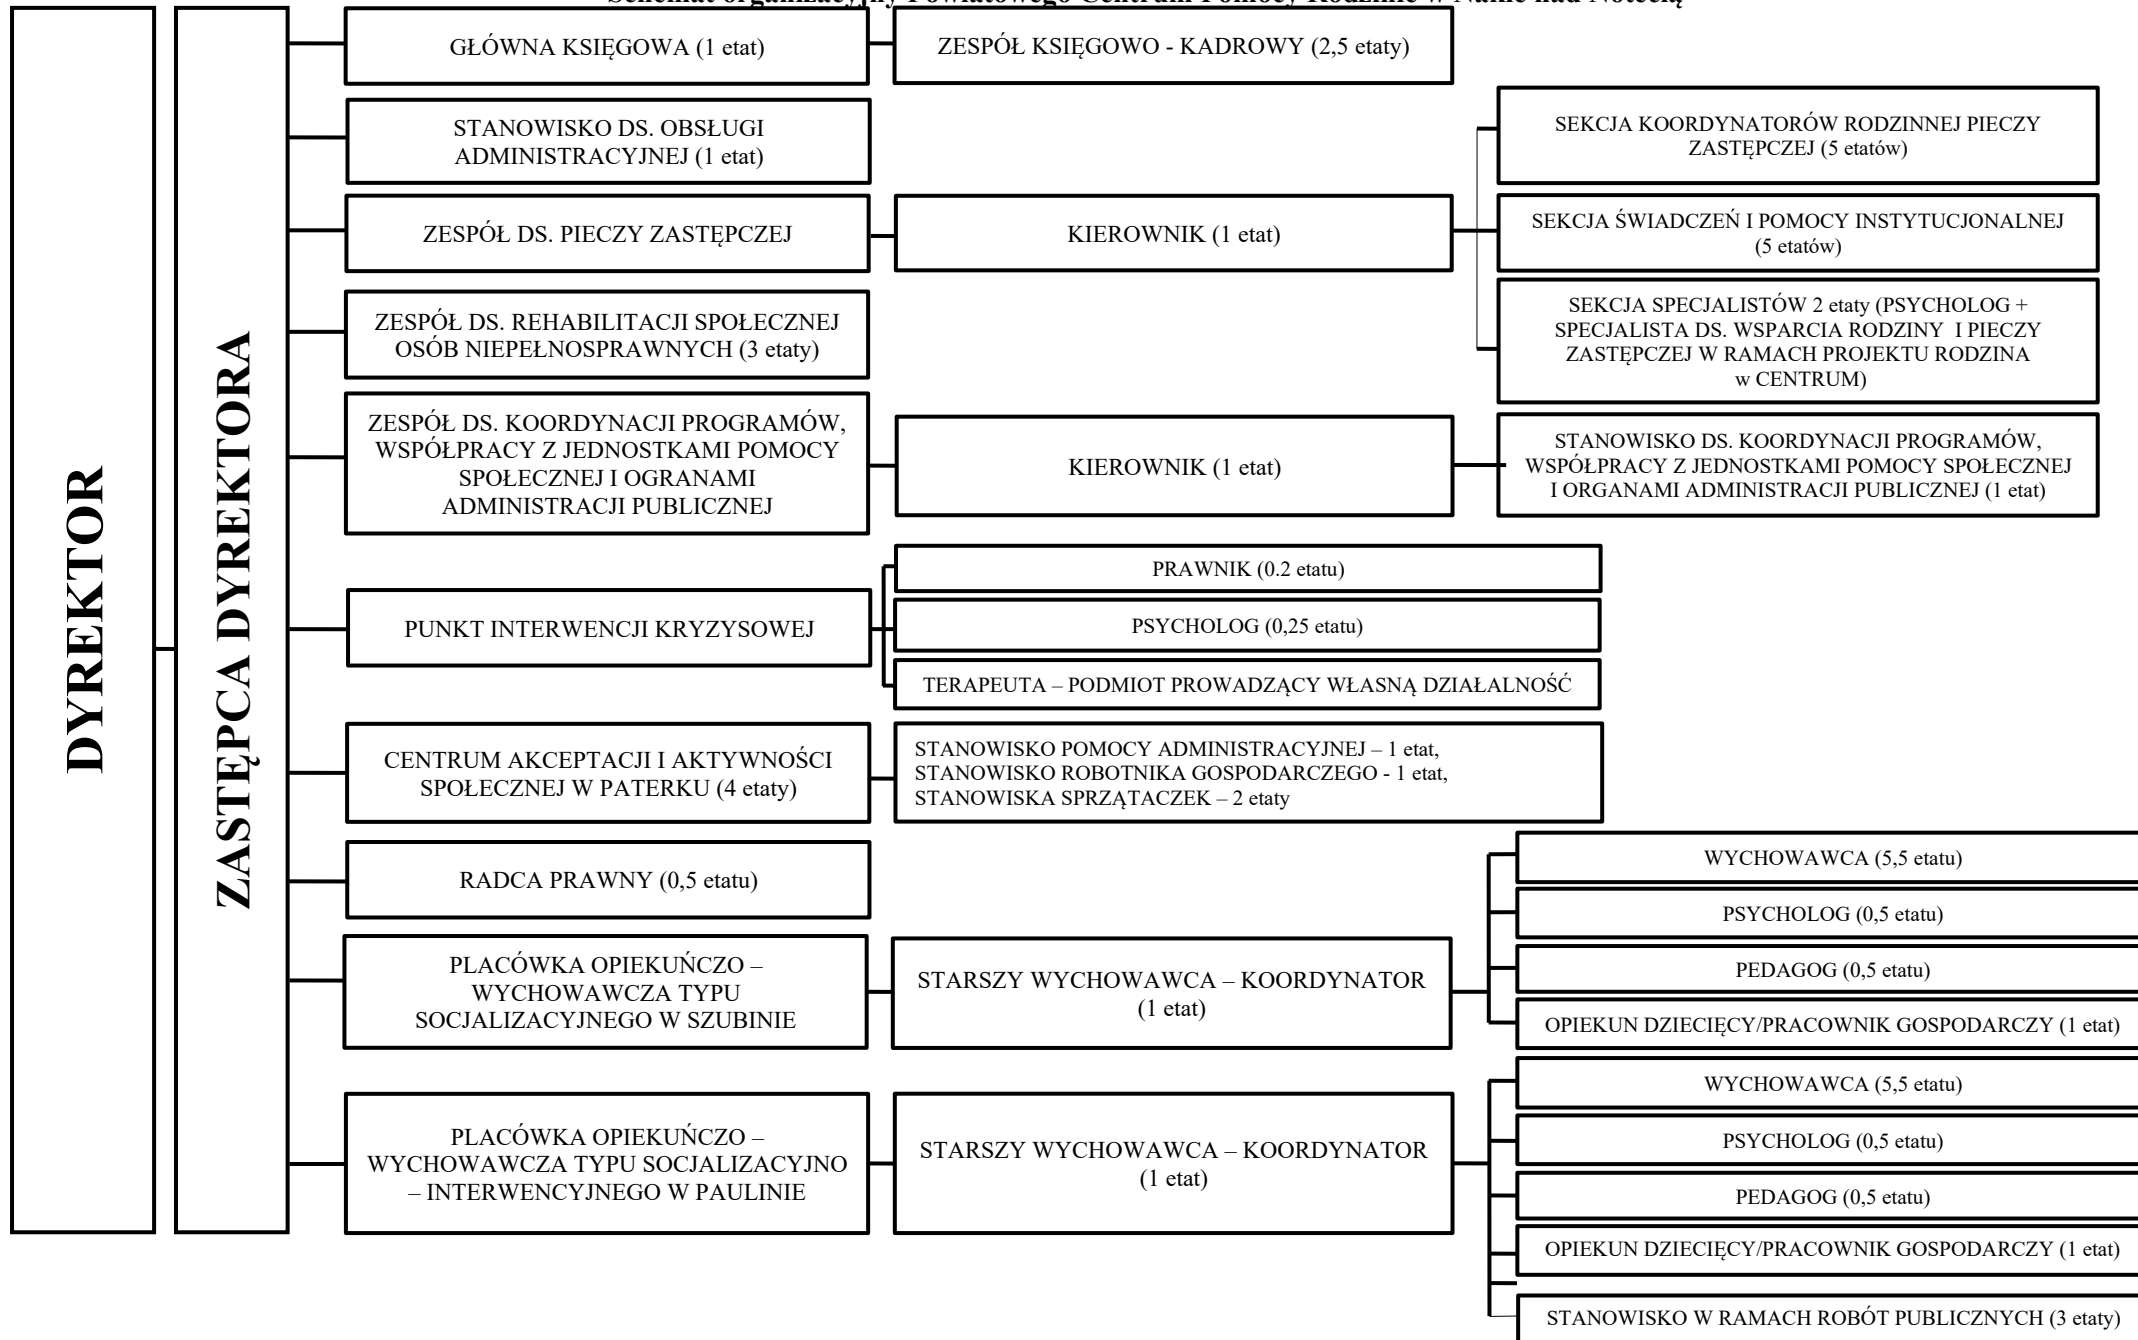 Schemat organizacyjny Powiatowego Centrum Pomocy Rodzinie w Nakle nad Notecią
DYREKTOR
ZASTĘPCA DYREKTORA
GŁÓWNA KSIĘGOWA (1 etat)
ZESPÓŁ KSIĘGOWO - KADROWY (2,5 etaty)
STANOWISKO DS. OBSŁUGI
ADMINISTRACYJNEJ (1 etat)
ZESPÓŁ DS. PIECZY ZASTĘPCZEJ
KIEROWNIK (1 etat)
SEKCJA KOORDYNATORÓW RODZINNEJ PIECZY
ZASTĘPCZEJ (5 etatów)
SEKCJA ŚWIADCZEŃ I POMOCY INSTYTUCJONALNEJ
(5 etatów)
SEKCJA SPECJALISTÓW 2 etaty (PSYCHOLOG +
SPECJALISTA DS. WSPARCIA RODZINY I PIECZY
ZASTĘPCZEJ W RAMACH PROJEKTU RODZINA
w CENTRUM)
ZESPÓŁ DS. REHABILITACJI SPOŁECZNEJ
OSÓB NIEPEŁNOSPRAWNYCH (3 etaty)
ZESPÓŁ DS. KOORDYNACJI PROGRAMÓW,
WSPÓŁPRACY Z JEDNOSTKAMI POMOCY
SPOŁECZNEJ I OGRANAMI
ADMINISTRACJI PUBLICZNEJ
KIEROWNIK (1 etat)
STANOWISKO DS. KOORDYNACJI PROGRAMÓW,
WSPÓŁPRACY Z JEDNOSTKAMI POMOCY SPOŁECZNEJ
I ORGANAMI ADMINISTRACJI PUBLICZNEJ (1 etat)
PUNKT INTERWENCJI KRYZYSOWEJ
PRAWNIK (0.2 etatu)
PSYCHOLOG (0,25 etatu)
TERAPEUTA – PODMIOT PROWADZĄCY WŁASNĄ DZIAŁALNOŚĆ
CENTRUM AKCEPTACJI I AKTYWNOŚCI
SPOŁECZNEJ W PATERKU (4 etaty)
STANOWISKO POMOCY ADMINISTRACYJNEJ – 1 etat,
STANOWISKO ROBOTNIKA GOSPODARCZEGO - 1 etat,
STANOWISKA SPRZĄTACZEK – 2 etaty
RADCA PRAWNY (0,5 etatu)
PLACÓWKA OPIEKUŃCZO –
WYCHOWAWCZA TYPU
SOCJALIZACYJNEGO W SZUBINIE
STARSZY WYCHOWAWCA – KOORDYNATOR
(1 etat)
WYCHOWAWCA (5,5 etatu)
PSYCHOLOG (0,5 etatu)
PEDAGOG (0,5 etatu)
OPIEKUN DZIECIĘCY/PRACOWNIK GOSPODARCZY (1 etat)
PLACÓWKA OPIEKUŃCZO –
WYCHOWAWCZA TYPU SOCJALIZACYJNO
– INTERWENCYJNEGO W PAULINIE
STARSZY WYCHOWAWCA – KOORDYNATOR
(1 etat)
WYCHOWAWCA (5,5 etatu)
PSYCHOLOG (0,5 etatu)
PEDAGOG (0,5 etatu)
OPIEKUN DZIECIĘCY/PRACOWNIK GOSPODARCZY (1 etat)
STANOWISKO W RAMACH ROBÓT PUBLICZNYCH (3 etaty)